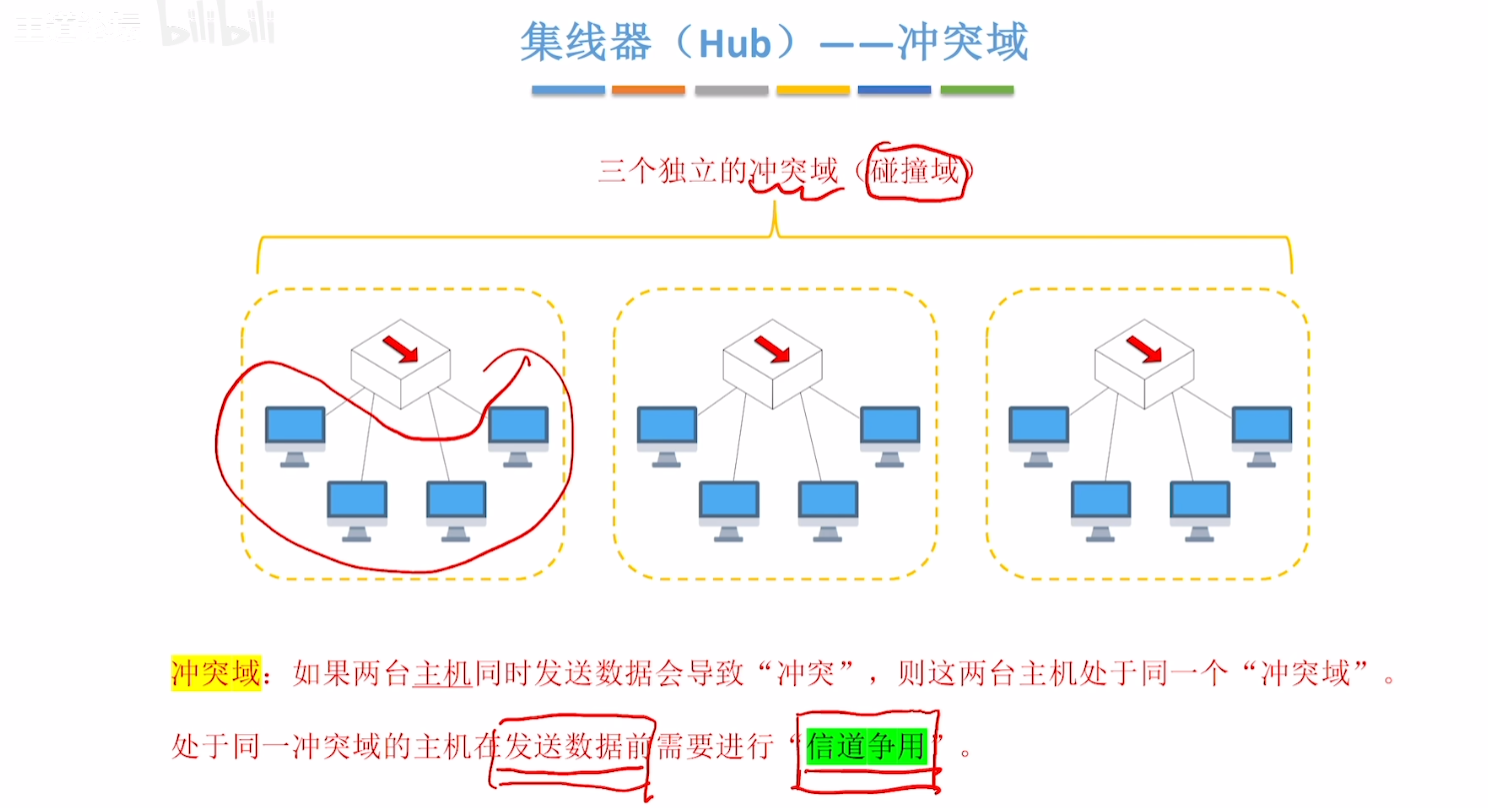 bilibili
集线器（Hub）——冲突域
三个独立的冲突域（碰撞域）
冲突域：如果两台主机同时发送数据会导致“冲突”，则这两台主机处于同一个“冲突域”。
处于同一冲突域的主机在发送数据前需要进行“信道争用”。